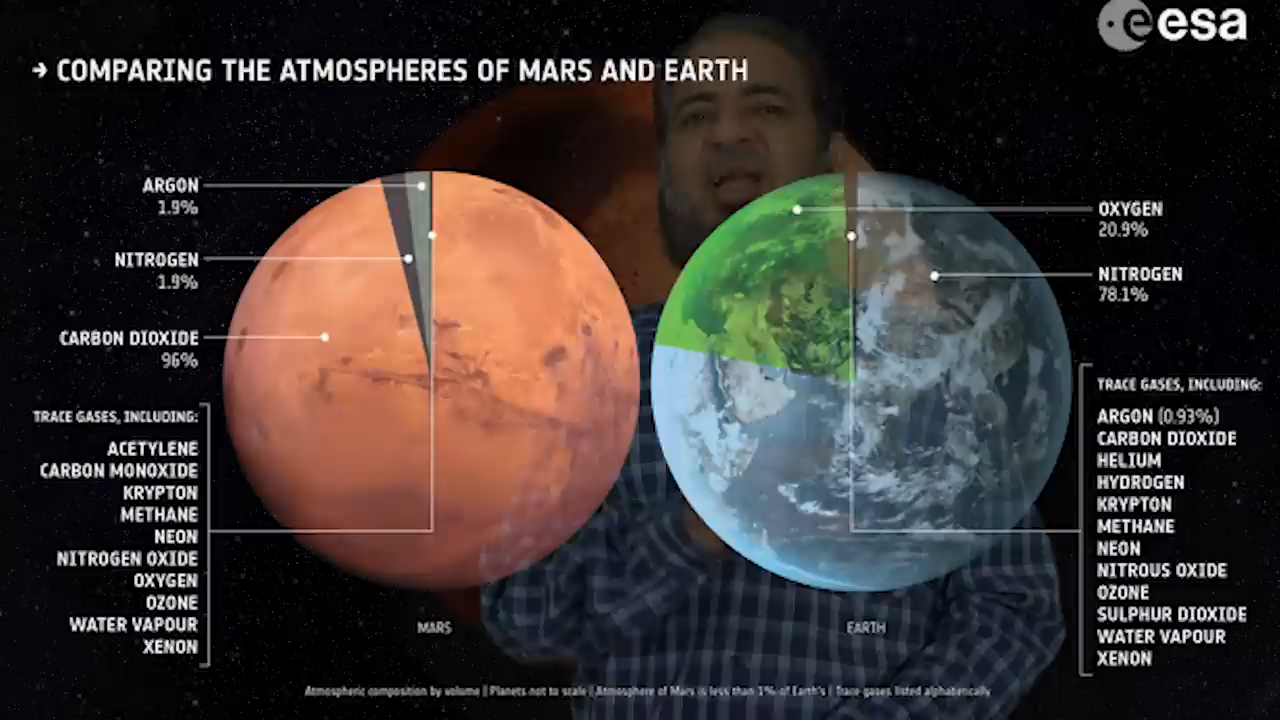 esa
→ COMPARING THE ATMOSPHERES OF MARS AND EARTH
ARGON
1.9%
NITROGEN
1.9%
CARBON DIOXIDE
96%
TRACE GASES, INCLUDING:
ACETYLENE
CARBON MONOXIDE
KRYPTON
METHANE
NEON
NITROGEN OXIDE
OXYGEN
OZONE
WATER VAPOUR
XENON
MARS
OXYGEN
20.9%
NITROGEN
78.1%
TRACE GASES, INCLUDING:
ARGON (0.93%)
CARBON DIOXIDE
HELIUM
HYDROGEN
KRYPTON
METHANE
NEON
NITROUS OXIDE
OZONE
SULPHUR DIOXIDE
WATER VAPOUR
XENON
EARTH
Atmospheric composition by volume | Planets not to scale | Atmosphere of Mars is less than 1% of Earth's | Trace gases listed alphabetically